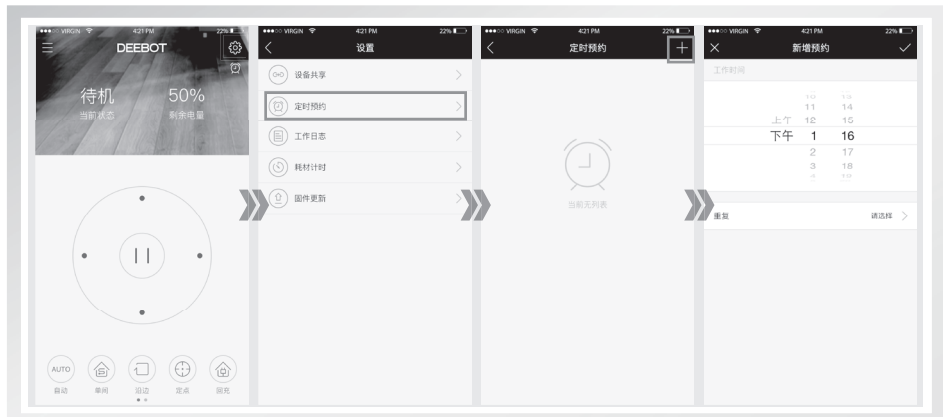 VIRGIN 4:21 PM 22%
DEEBOT
待机 50%
当前状态 剩余电量
AUTO
自动 单间 沿边 定点 回充
VIRGIN 4:21 PM 22%
设置
设备共享
定时预约
工作日志
耗材计时
固件更新
VIRGIN 4:21 PM 22%
定时预约
当前无列表
VIRGIN 4:21 PM 22%
新增预约
工作时间
10 13
11 14
上午 12 15
下午 1 16
2 17
3 18
4 19
重复 请选择